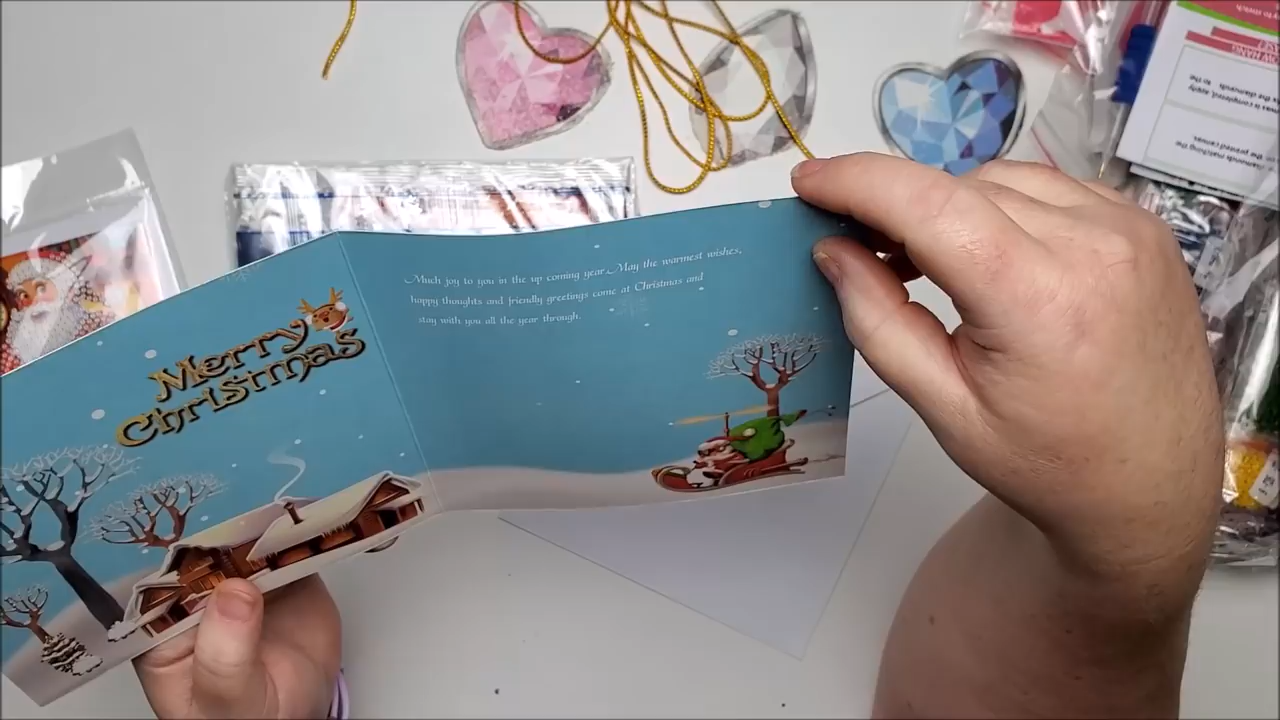 Much joy to you in the up coming year.May the warmest wishes,
happy thoughts and friendly greetings come at Christmas and
stay with you all the year through.
Merry
Christmas